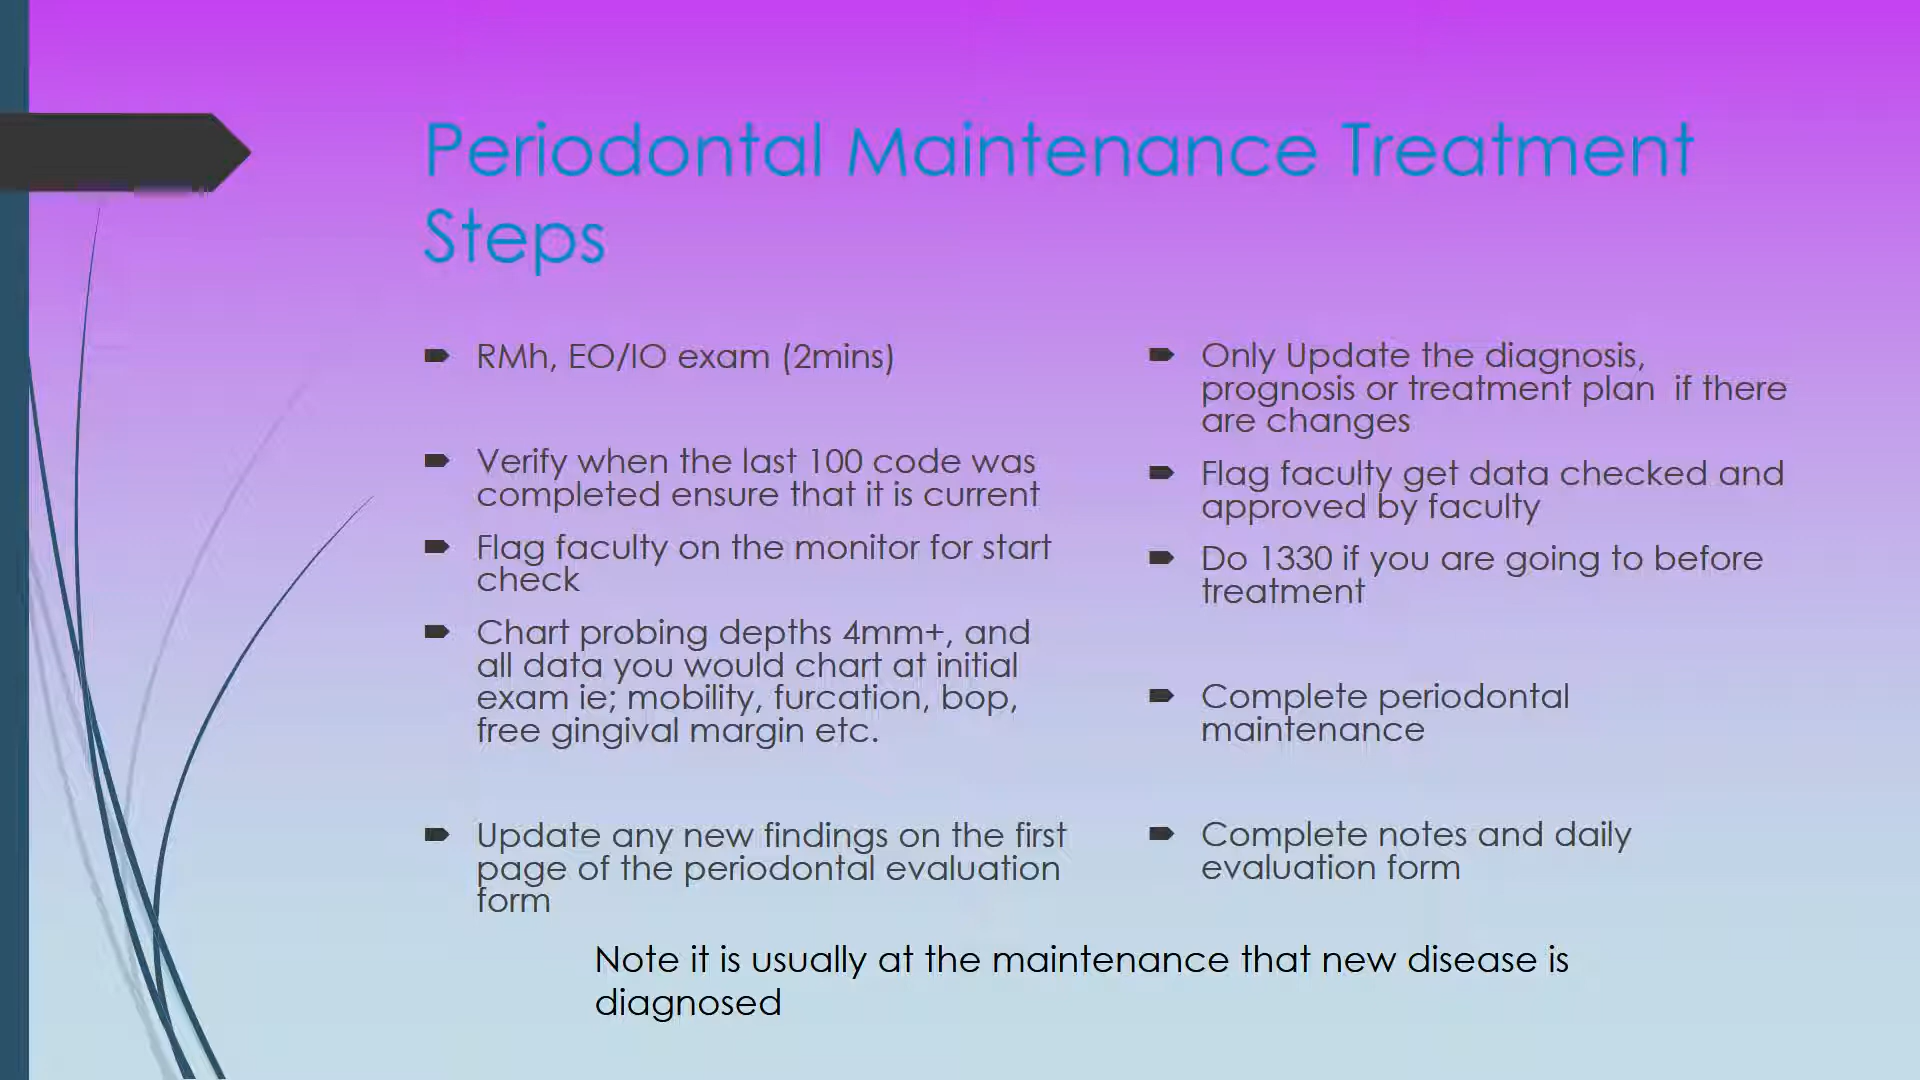 Periodontal Maintenance Treatment
Steps
RMh, EO/IO exam (2mins)
Verify when the last 100 code was
completed ensure that it is current
Flag faculty on the monitor for start
check
Chart probing depths 4mm+, and
all data you would chart at initial
exam ie; mobility, furcation, bop,
free gingival margin etc.
Update any new findings on the first
page of the periodontal evaluation
form
Only Update the diagnosis,
prognosis or treatment plan  if there
are changes
Flag faculty get data checked and
approved by faculty
Do 1330 if you are going to before
treatment
Complete periodontal
maintenance
Complete notes and daily
evaluation form
Note it is usually at the maintenance that new disease is
diagnosed